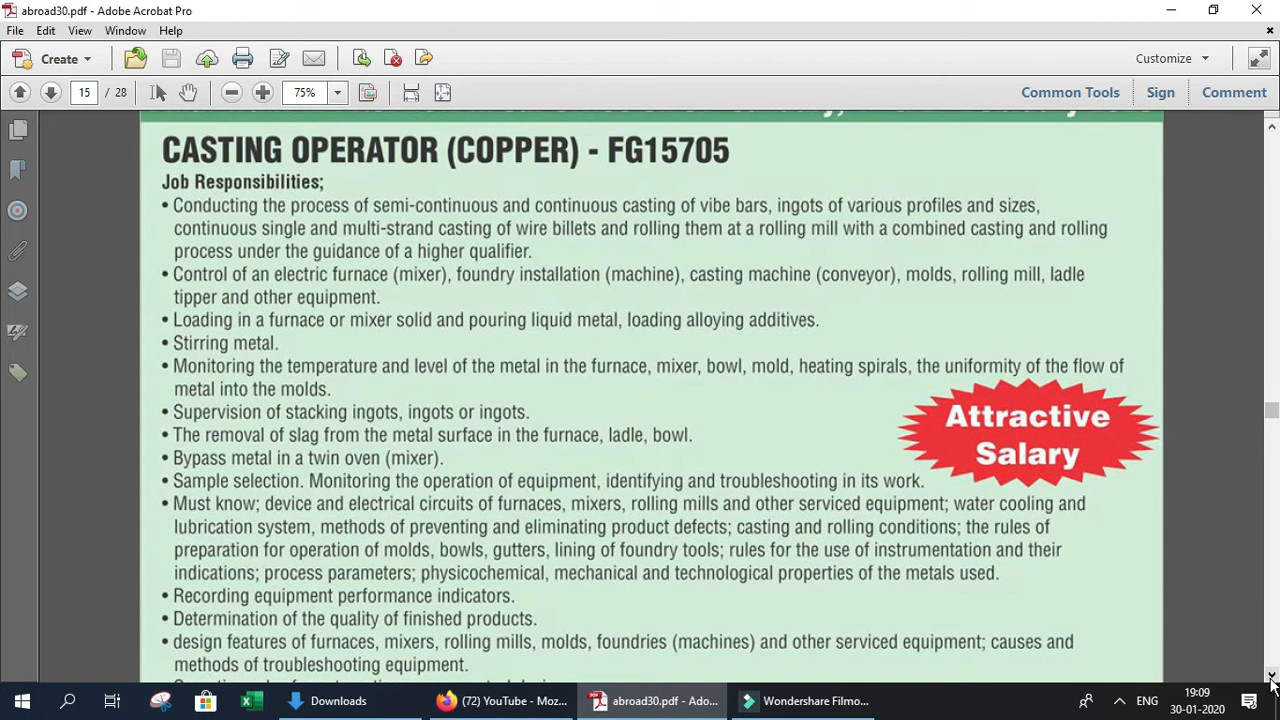 abroad30.pdf - Adobe Acrobat Pro
File Edit View Window Help
Create Customize
15 / 28 75% Common Tools Sign Comment
CASTING OPERATOR (COPPER) - FG15705
Job Responsibilities;
• Conducting the process of semi-continuous and continuous casting of vibe bars, ingots of various profiles and sizes,
continuous single and multi-strand casting of wire billets and rolling them at a rolling mill with a combined casting and rolling
process under the guidance of a higher qualifier.
• Control of an electric furnace (mixer), foundry installation (machine), casting machine (conveyor), molds, rolling mill, ladle
tipper and other equipment.
• Loading in a furnace or mixer solid and pouring liquid metal, loading alloying additives.
• Stirring metal.
• Monitoring the temperature and level of the metal in the furnace, mixer, bowl, mold, heating spirals, the uniformity of the flow of
metal into the molds.
• Supervision of stacking ingots, ingots or ingots.
• The removal of slag from the metal surface in the furnace, ladle, bowl.
• Bypass metal in a twin oven (mixer).
Attractive
Salary
• Sample selection. Monitoring the operation of equipment, identifying and troubleshooting in its work.
• Must know; device and electrical circuits of furnaces, mixers, rolling mills and other serviced equipment; water cooling and
lubrication system, methods of preventing and eliminating product defects; casting and rolling conditions; the rules of
preparation for operation of molds, bowls, gutters, lining of foundry tools; rules for the use of instrumentation and their
indications; process parameters; physicochemical, mechanical and technological properties of the metals used.
• Recording equipment performance indicators.
• Determination of the quality of finished products.
• design features of furnaces, mixers, rolling mills, molds, foundries (machines) and other serviced equipment; causes and
methods of troubleshooting equipment.
Downloads (72) YouTube - Moz... abroad30.pdf - Ado... Wondershare Filmo... ENG 19:09
30-01-2020